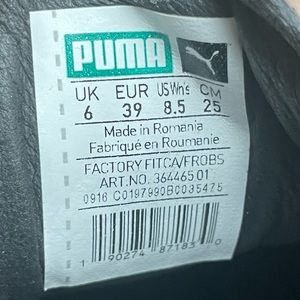 PUMA
UK EUR US Wn's CM
6 39 8.5 25
Made in Romania
Fabriqué en Roumanie
FACTORY FITCA/FROBS
ART.NO. 364465 01
0916 C0197990BC035475
1 90274 87183 0